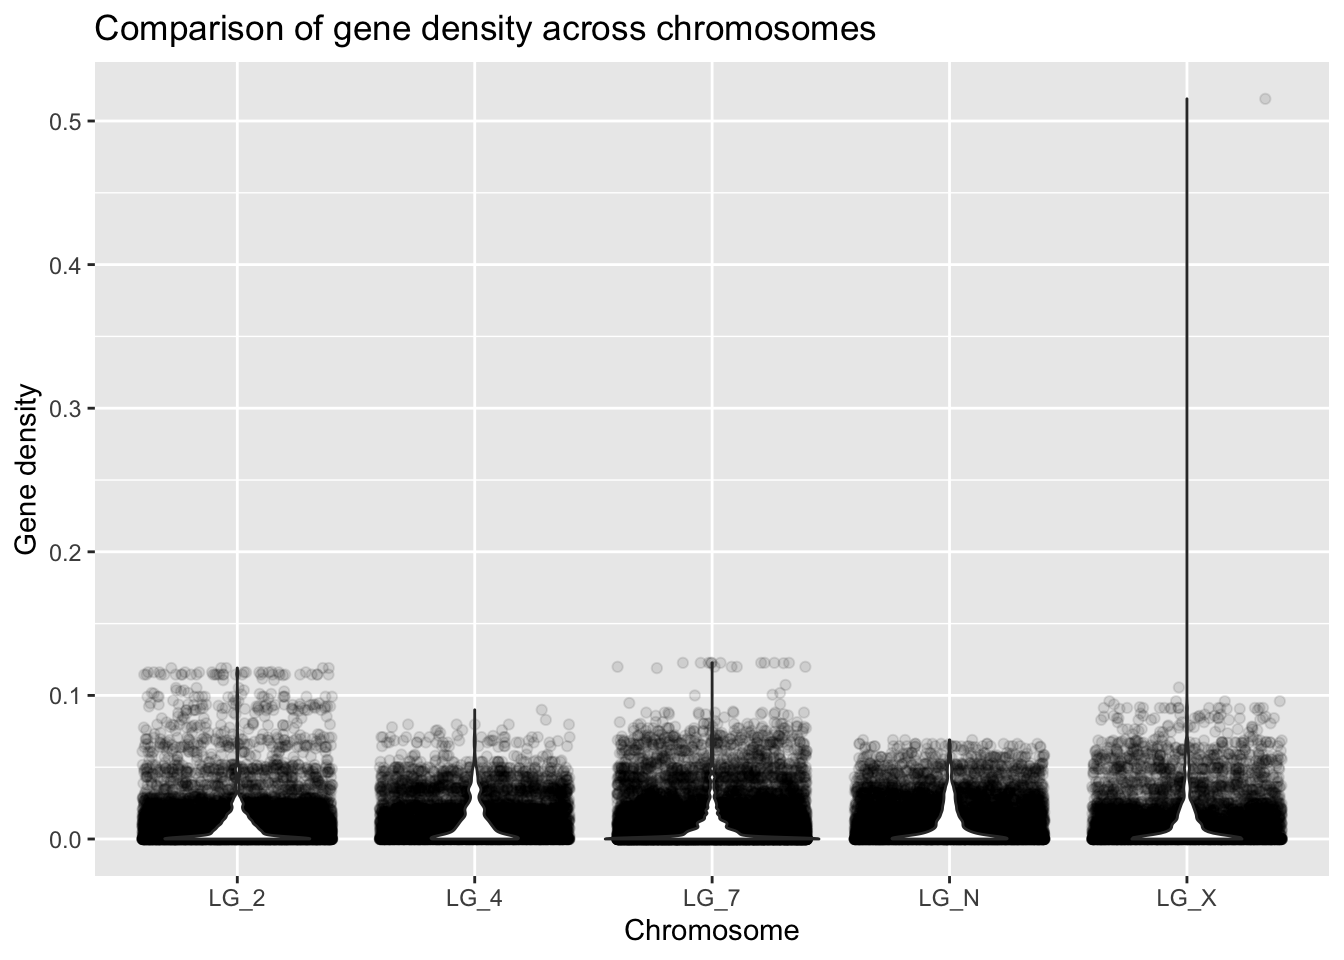 Comparison of gene density across chromosomes
Gene density
0.5
0.4
0.3
0.2
0.1
0.0
LG_2 LG_4 LG_7 LG_N LG_X
Chromosome